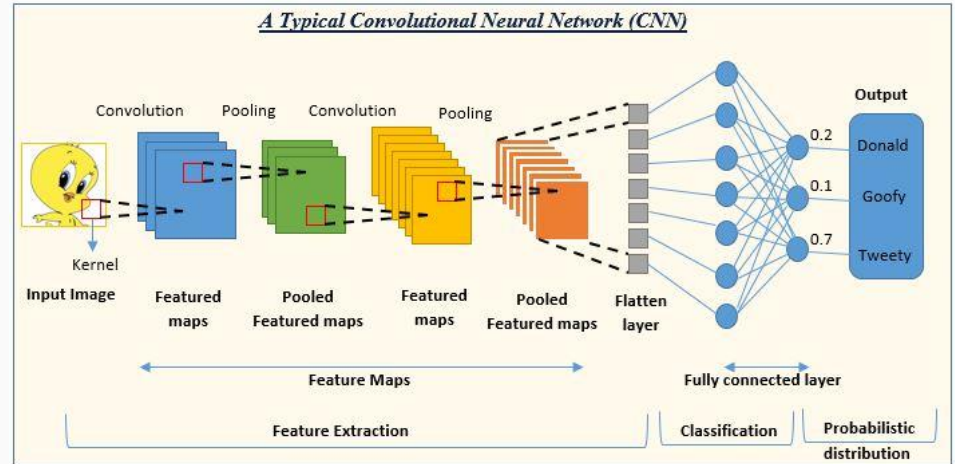 A Typical Convolutional Neural Network (CNN)
Convolution
Pooling
Convolution
Pooling
Output
0.2
Donald
0.1
Goofy
0.7
Tweety
Kernel
Input Image
Featured
maps
Pooled
Featured maps
Featured
maps
Pooled
Featured maps
Flatten
layer
Feature Maps
Fully connected layer
Feature Extraction
Classification
Probabilistic
distribution